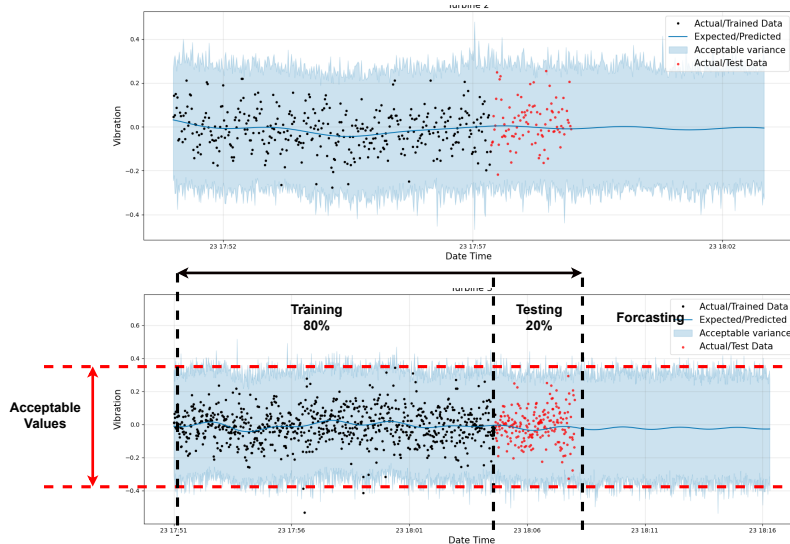 Turbine 2
Actual/Trained Data
Expected/Predicted
Acceptable variance
Actual/Test Data
0.4
0.2
0.0
−0.2
−0.4
Vibration
23 17:52
23 17:57
23 18:02
Date Time
Training
80%
Testing
20%
Forcasting
Actual/Trained Data
Expected/Predicted
Acceptable variance
Actual/Test Data
0.6
0.4
0.2
0.0
−0.2
−0.4
Vibration
Acceptable
Values
23 17:51
23 17:56
23 18:01
23 18:06
23 18:11
23 18:16
Date Time